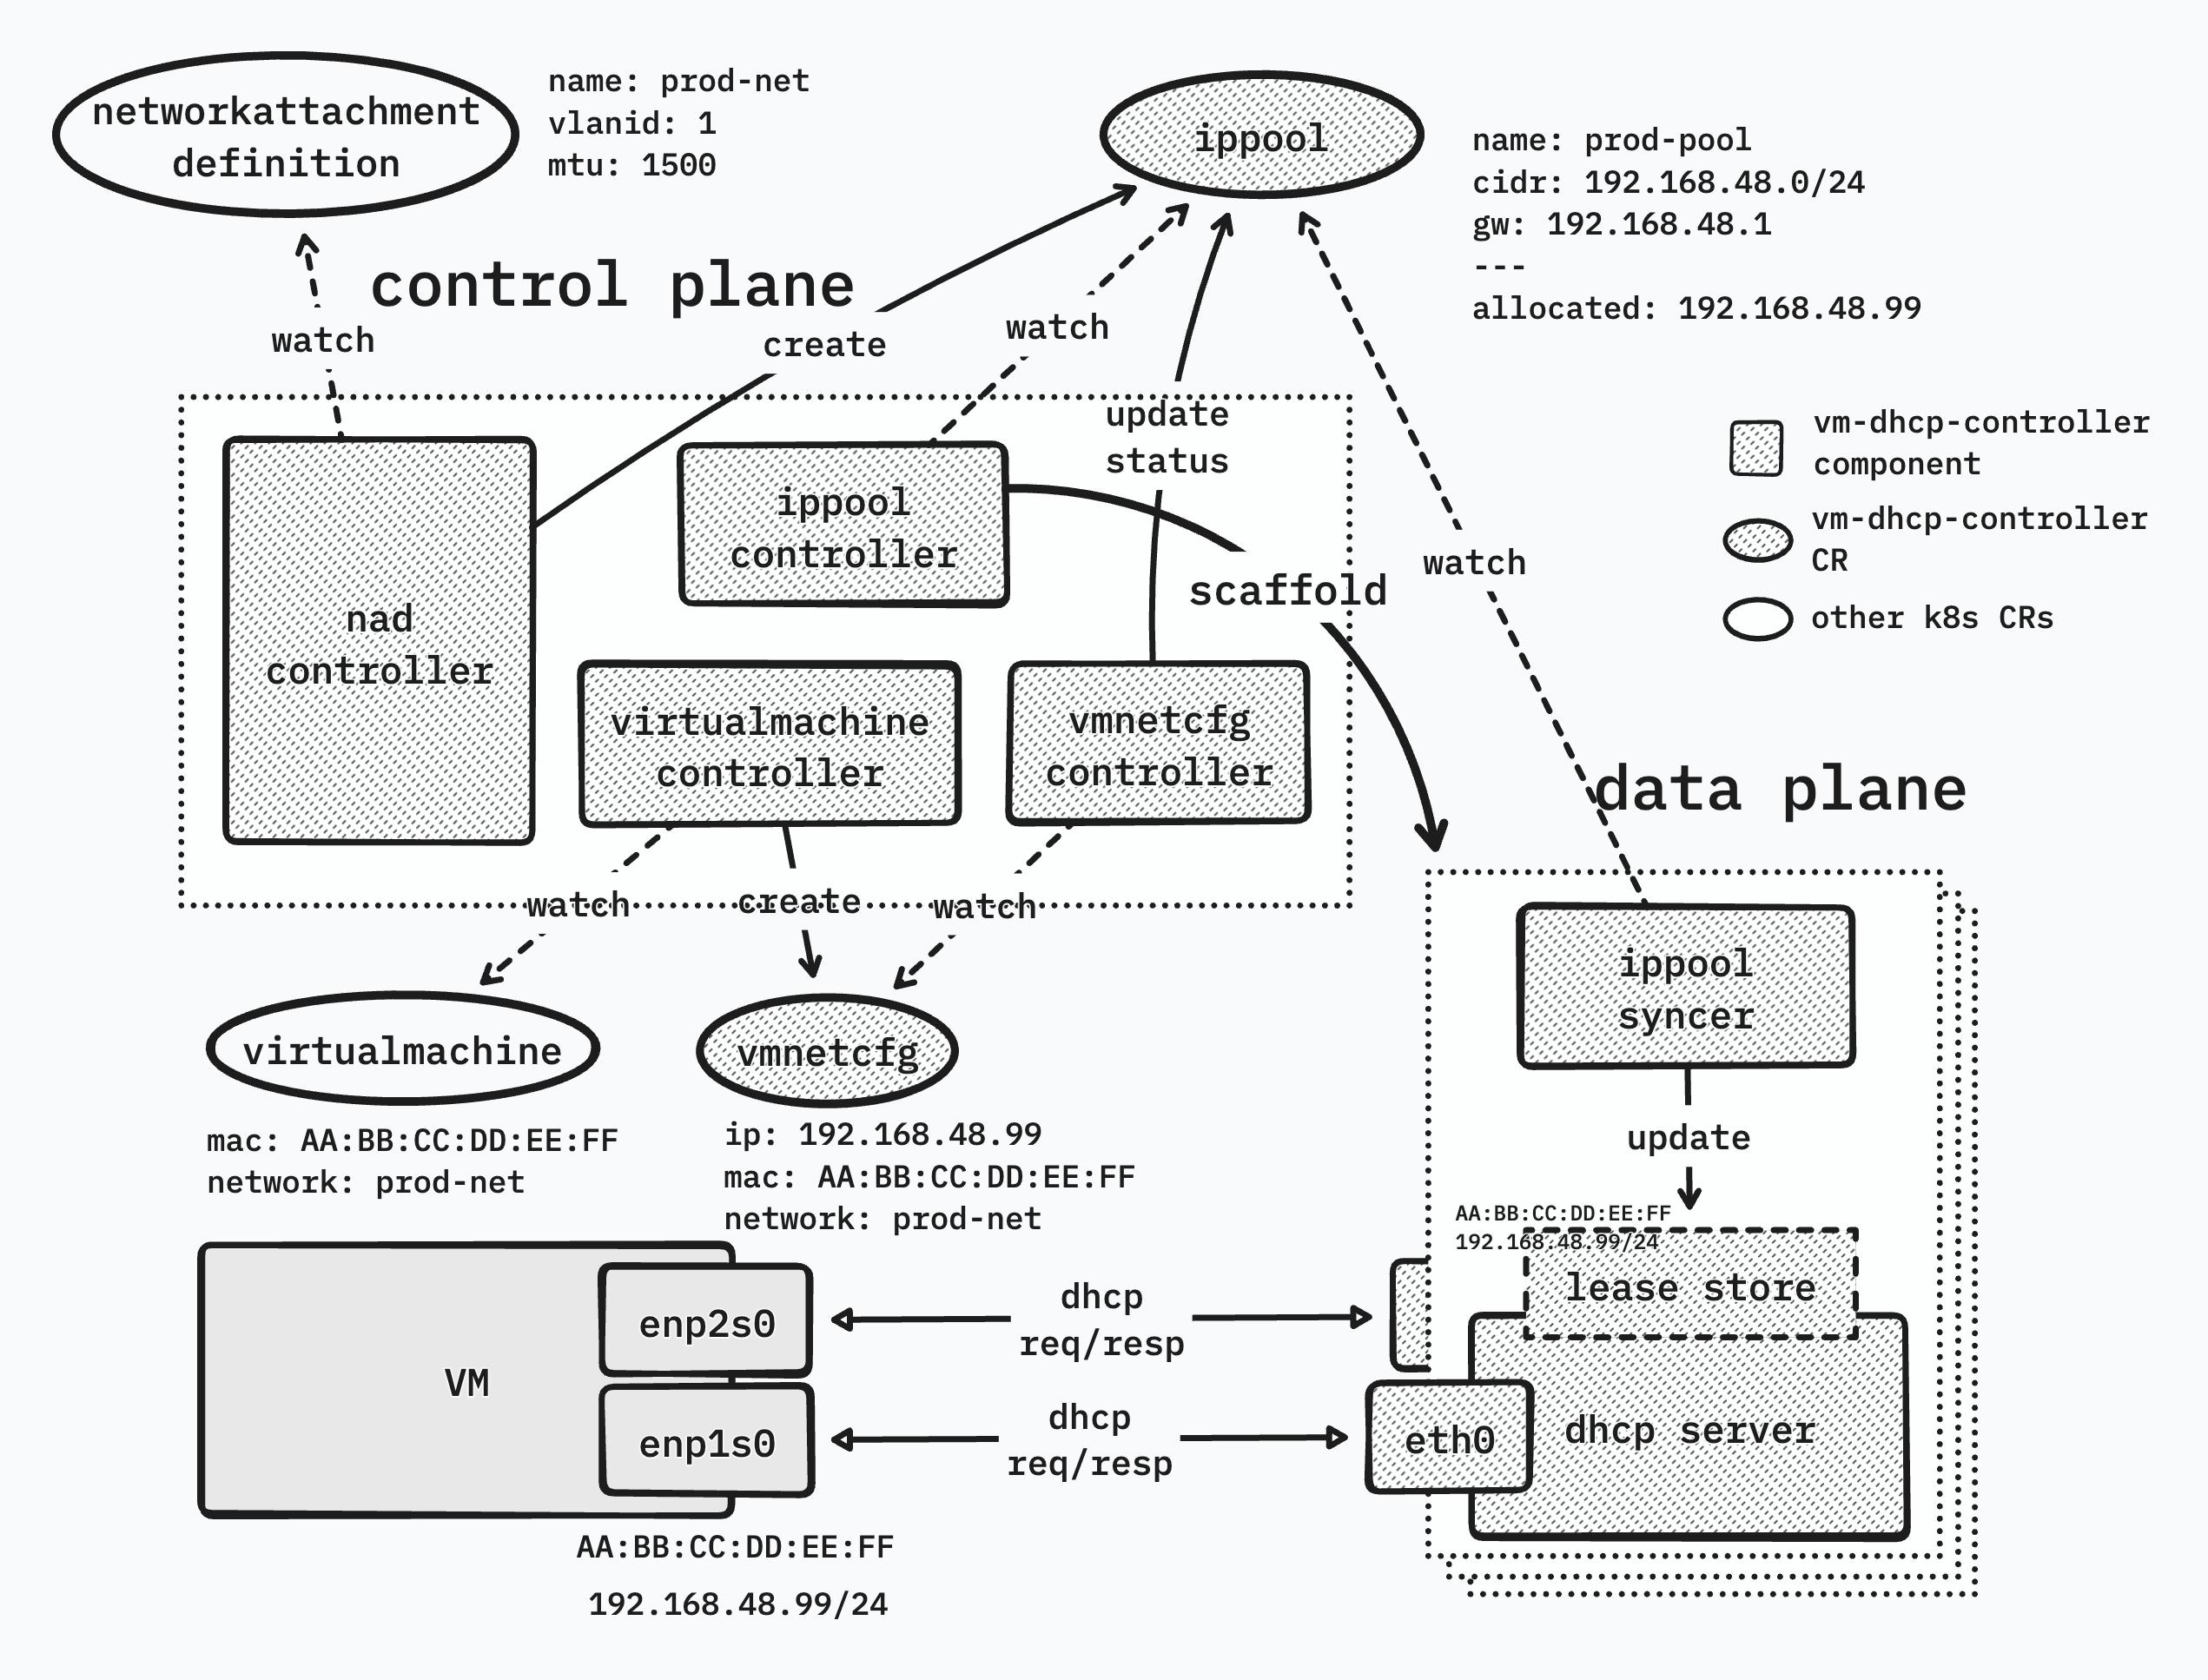 networkattachment
definition
name: prod-net
vlanid: 1
mtu: 1500
ippool
name: prod-pool
cidr: 192.168.48.0/24
gw: 192.168.48.1
---
allocated: 192.168.48.99
control plane
watch
create
watch
update
status
vm-dhcp-controller
component
vm-dhcp-controller
CR
other k8s CRs
nad
controller
ippool
controller
scaffold
watch
virtualmachine
controller
vmnetcfg
controller
data plane
watch
create
watch
ippool
syncer
virtualmachine
vmnetcfg
mac: AA:BB:CC:DD:EE:FF
network: prod-net
ip: 192.168.48.99
mac: AA:BB:CC:DD:EE:FF
network: prod-net
update
AA:BB:CC:DD:EE:FF
192.168.48.99/24
lease store
VM
enp2s0
dhcp
req/resp
enp1s0
dhcp
req/resp
eth0
dhcp server
AA:BB:CC:DD:EE:FF
192.168.48.99/24